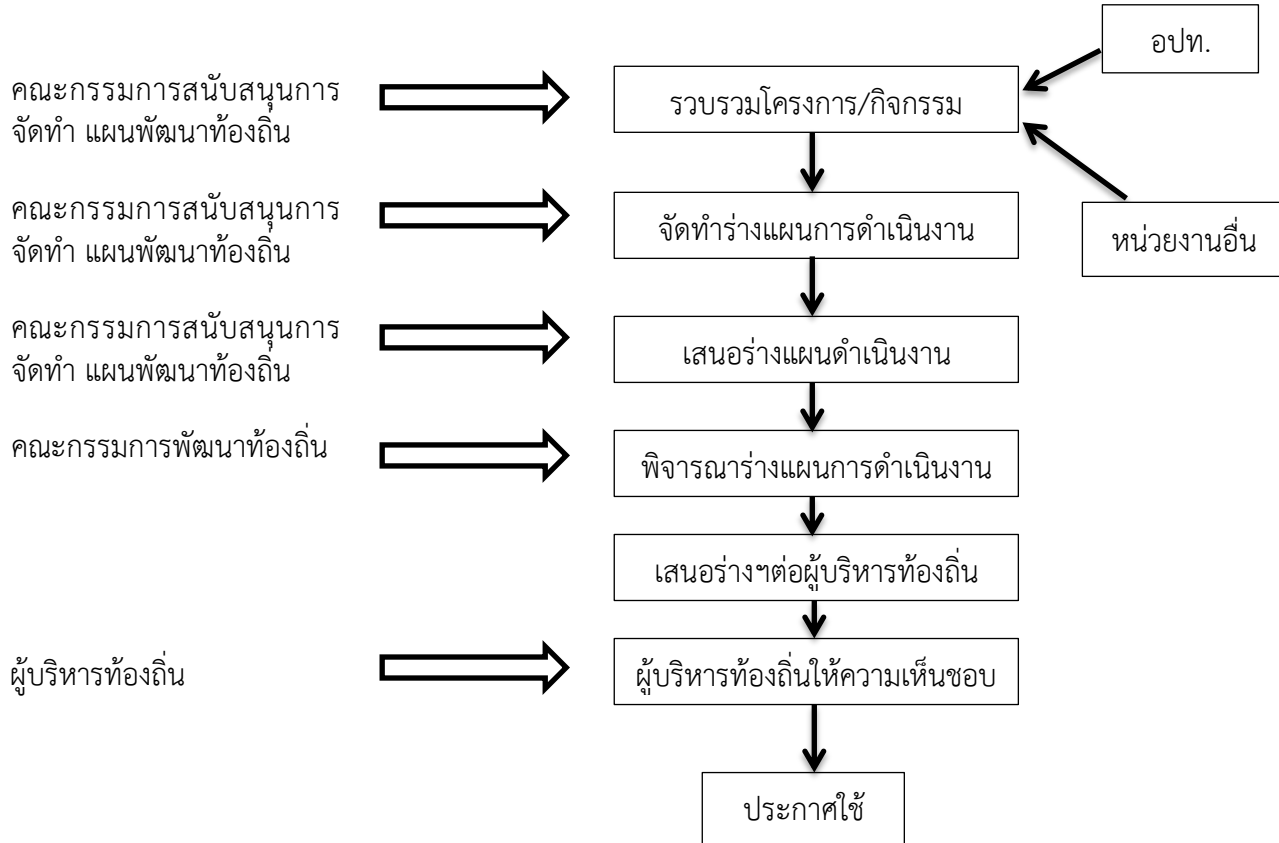 อปท.
คณะกรรมการสนับสนุนการ
จัดทำ แผนพัฒนาท้องถิ่น
รวบรวมโครงการ/กิจกรรม
คณะกรรมการสนับสนุนการ
จัดทำ แผนพัฒนาท้องถิ่น
จัดทำร่างแผนการดำเนินงาน
หน่วยงานอื่น
คณะกรรมการสนับสนุนการ
จัดทำ แผนพัฒนาท้องถิ่น
เสนอร่างแผนดำเนินงาน
คณะกรรมการพัฒนาท้องถิ่น
พิจารณาร่างแผนการดำเนินงาน
เสนอร่างฯต่อผู้บริหารท้องถิ่น
ผู้บริหารท้องถิ่น
ผู้บริหารท้องถิ่นให้ความเห็นชอบ
ประกาศใช้